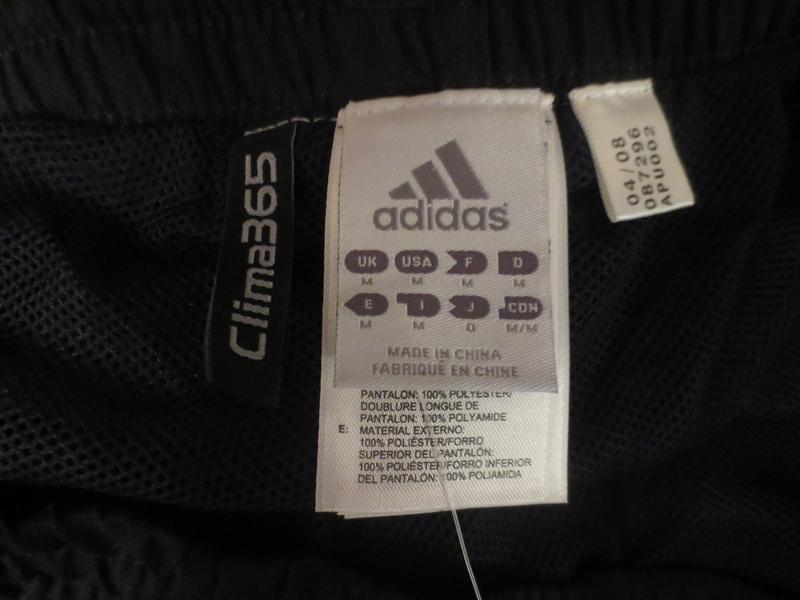 Clima365
adidas
UK USA F D
M M M M
E I J CDN
M M O M/M
MADE IN CHINA
FABRIQUÉ EN CHINE
PANTALON: 100% POLYESTER/
DOUBLURE LONGUE DE
PANTALON: 100% POLYAMIDE
E: MATERIAL EXTERNO:
100% POLIÉSTER/FORRO
SUPERIOR DEL PANTALÓN:
100% POLIÉSTER/FORRO INFERIOR
DEL PANTALÓN: 100% POLIAMIDA
04/08
087296
APU002